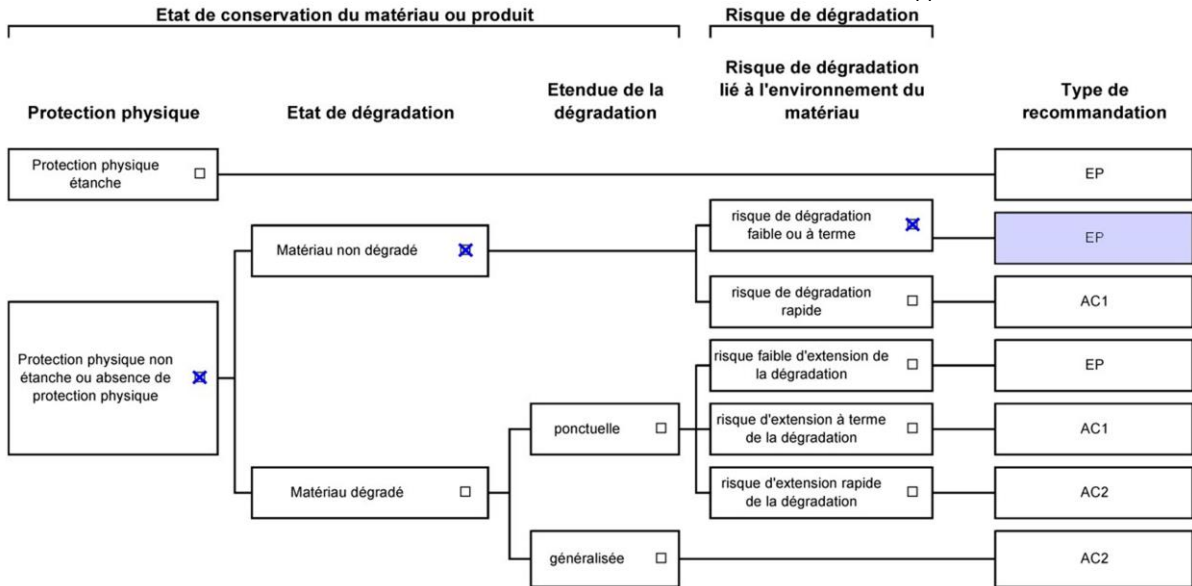 Etat de conservation du matériau ou produit
Risque de dégradation
Protection physique
Etat de dégradation
Etendue de la
dégradation
Risque de dégradation
lié à l'environnement du
matériau
Type de
recommandation
Protection physique
étanche
EP
risque de dégradation
faible ou à terme
Matériau non dégradé
EP
risque de dégradation
rapide
AC1
Protection physique non
étanche ou absence de
protection physique
risque faible d'extension de
la dégradation
EP
ponctuelle
risque d'extension à terme
de la dégradation
AC1
Matériau dégradé
risque d'extension rapide
de la dégradation
AC2
généralisée
AC2